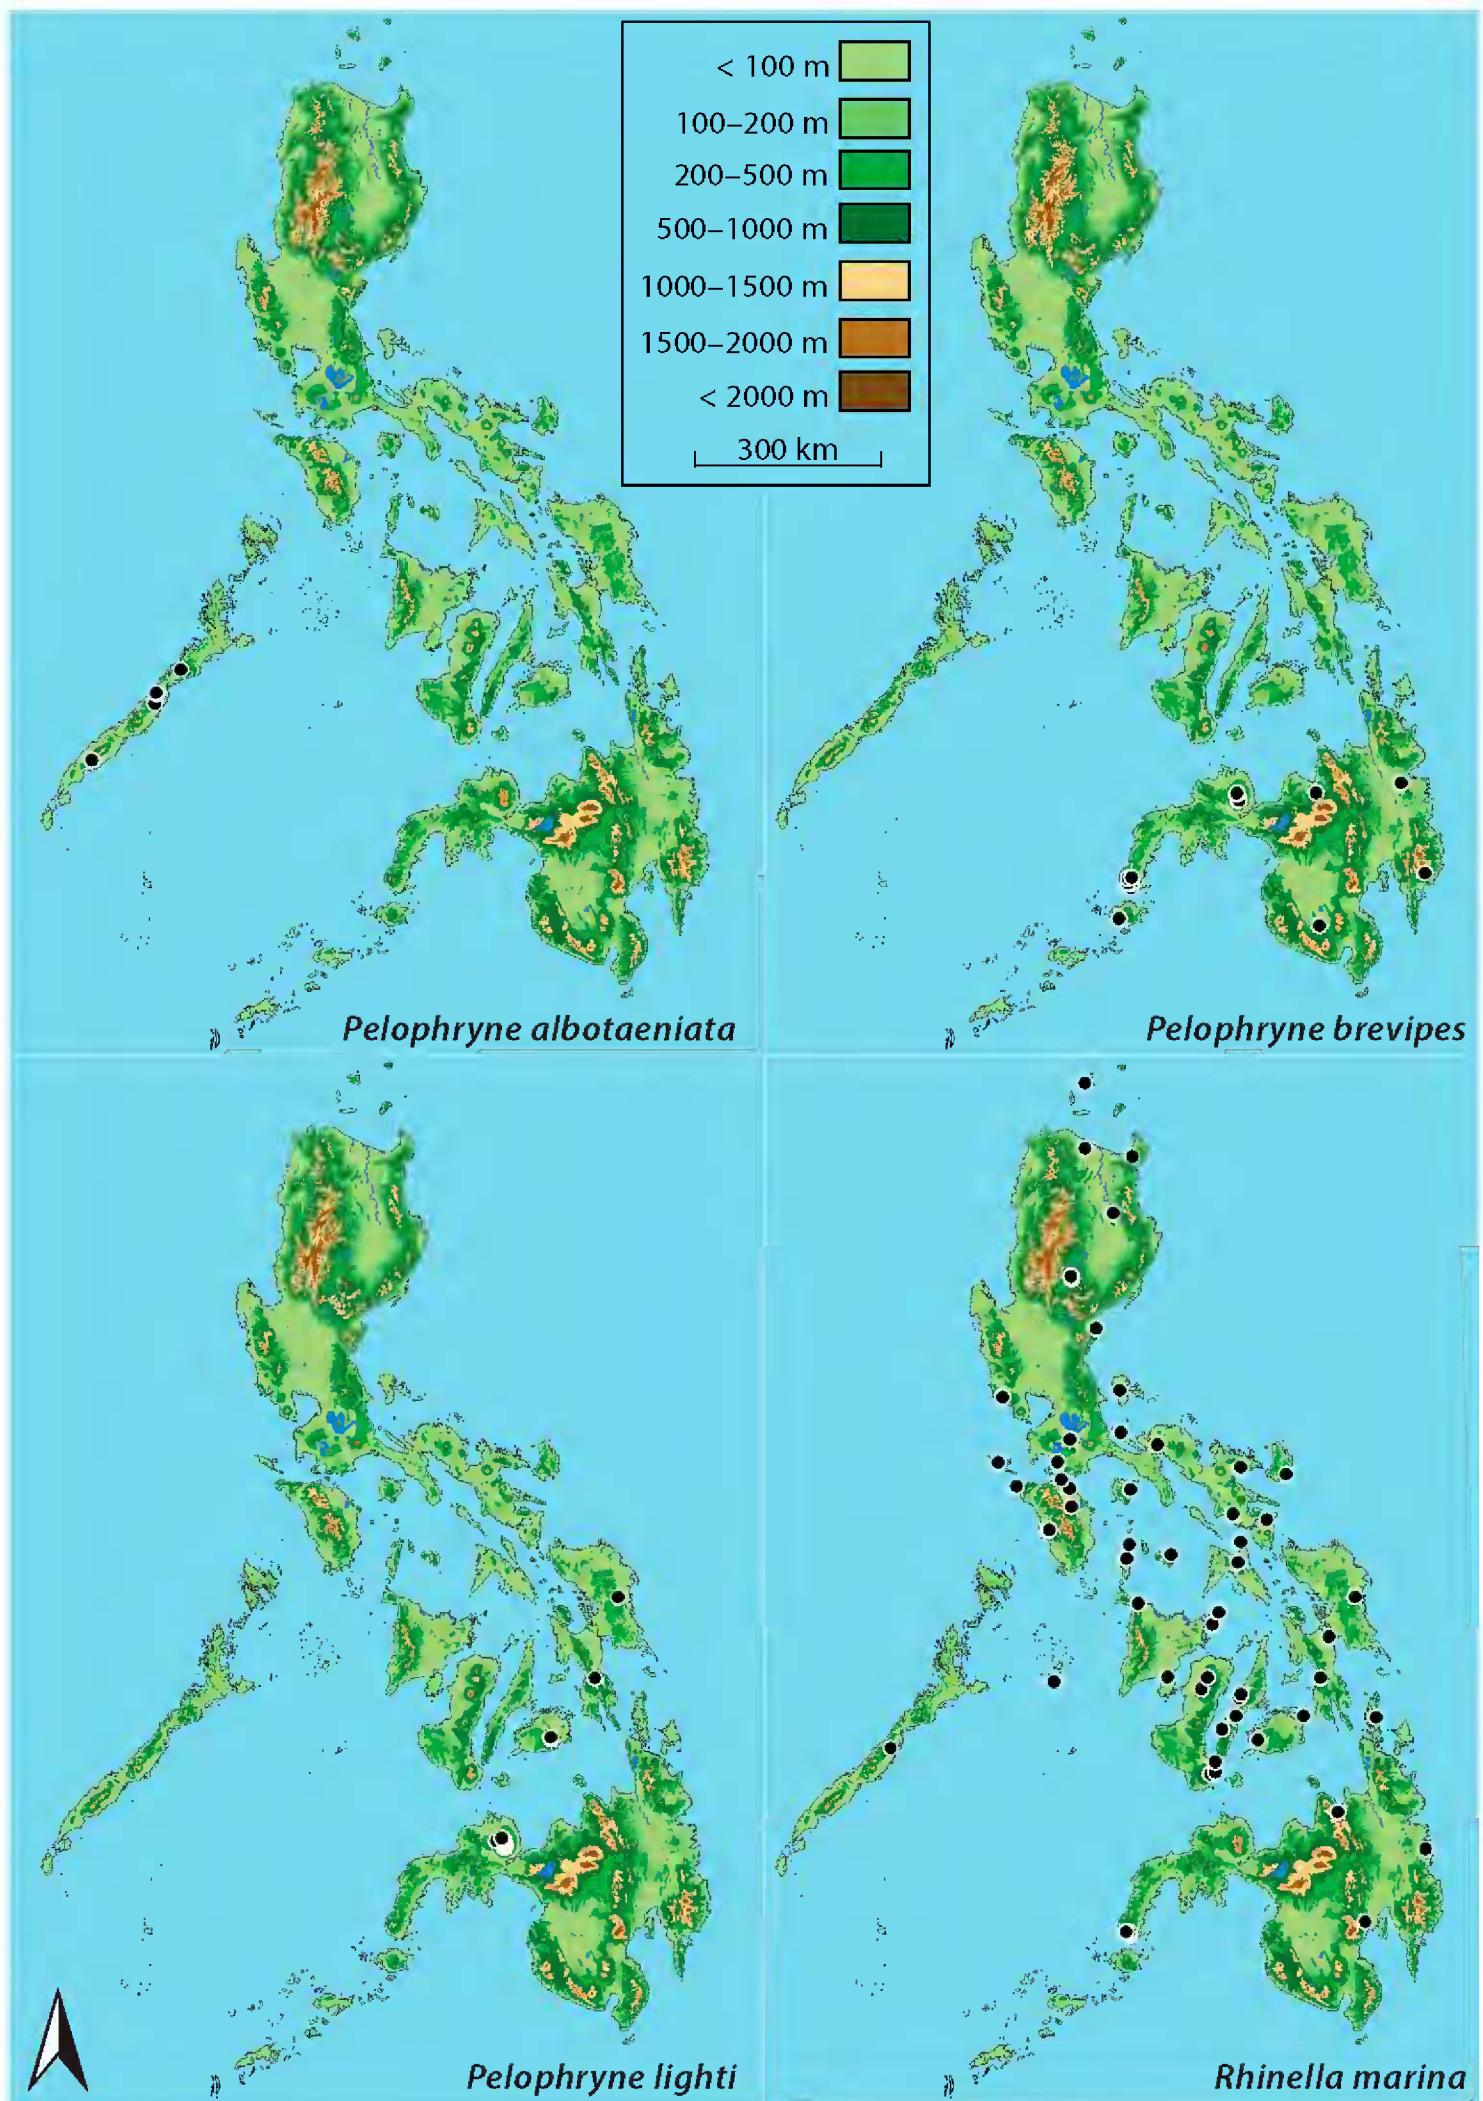 < 100 m
100–200 m
200–500 m
500–1000 m
1000–1500 m
1500–2000 m
< 2000 m
300 km
Pelophryne albotaeniata
Pelophryne brevipes
Pelophryne lighti
Rhinella marina